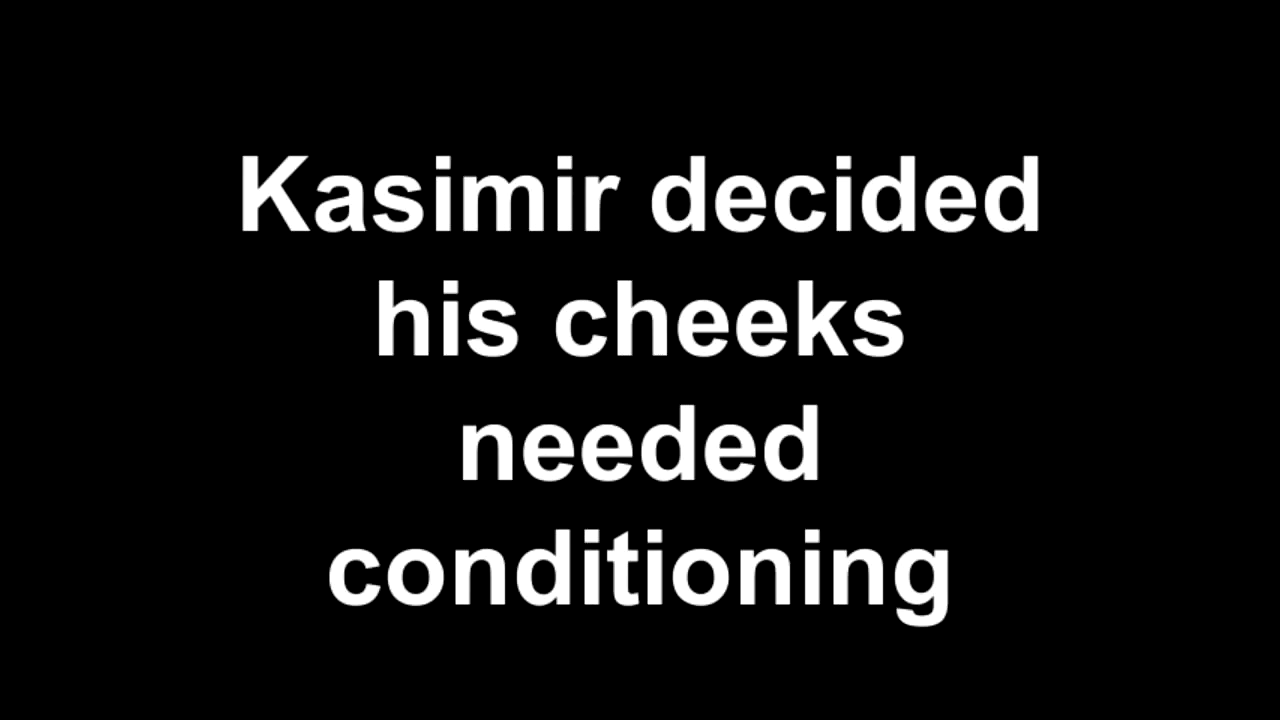 Kasimir decided
his cheeks
needed
conditioning